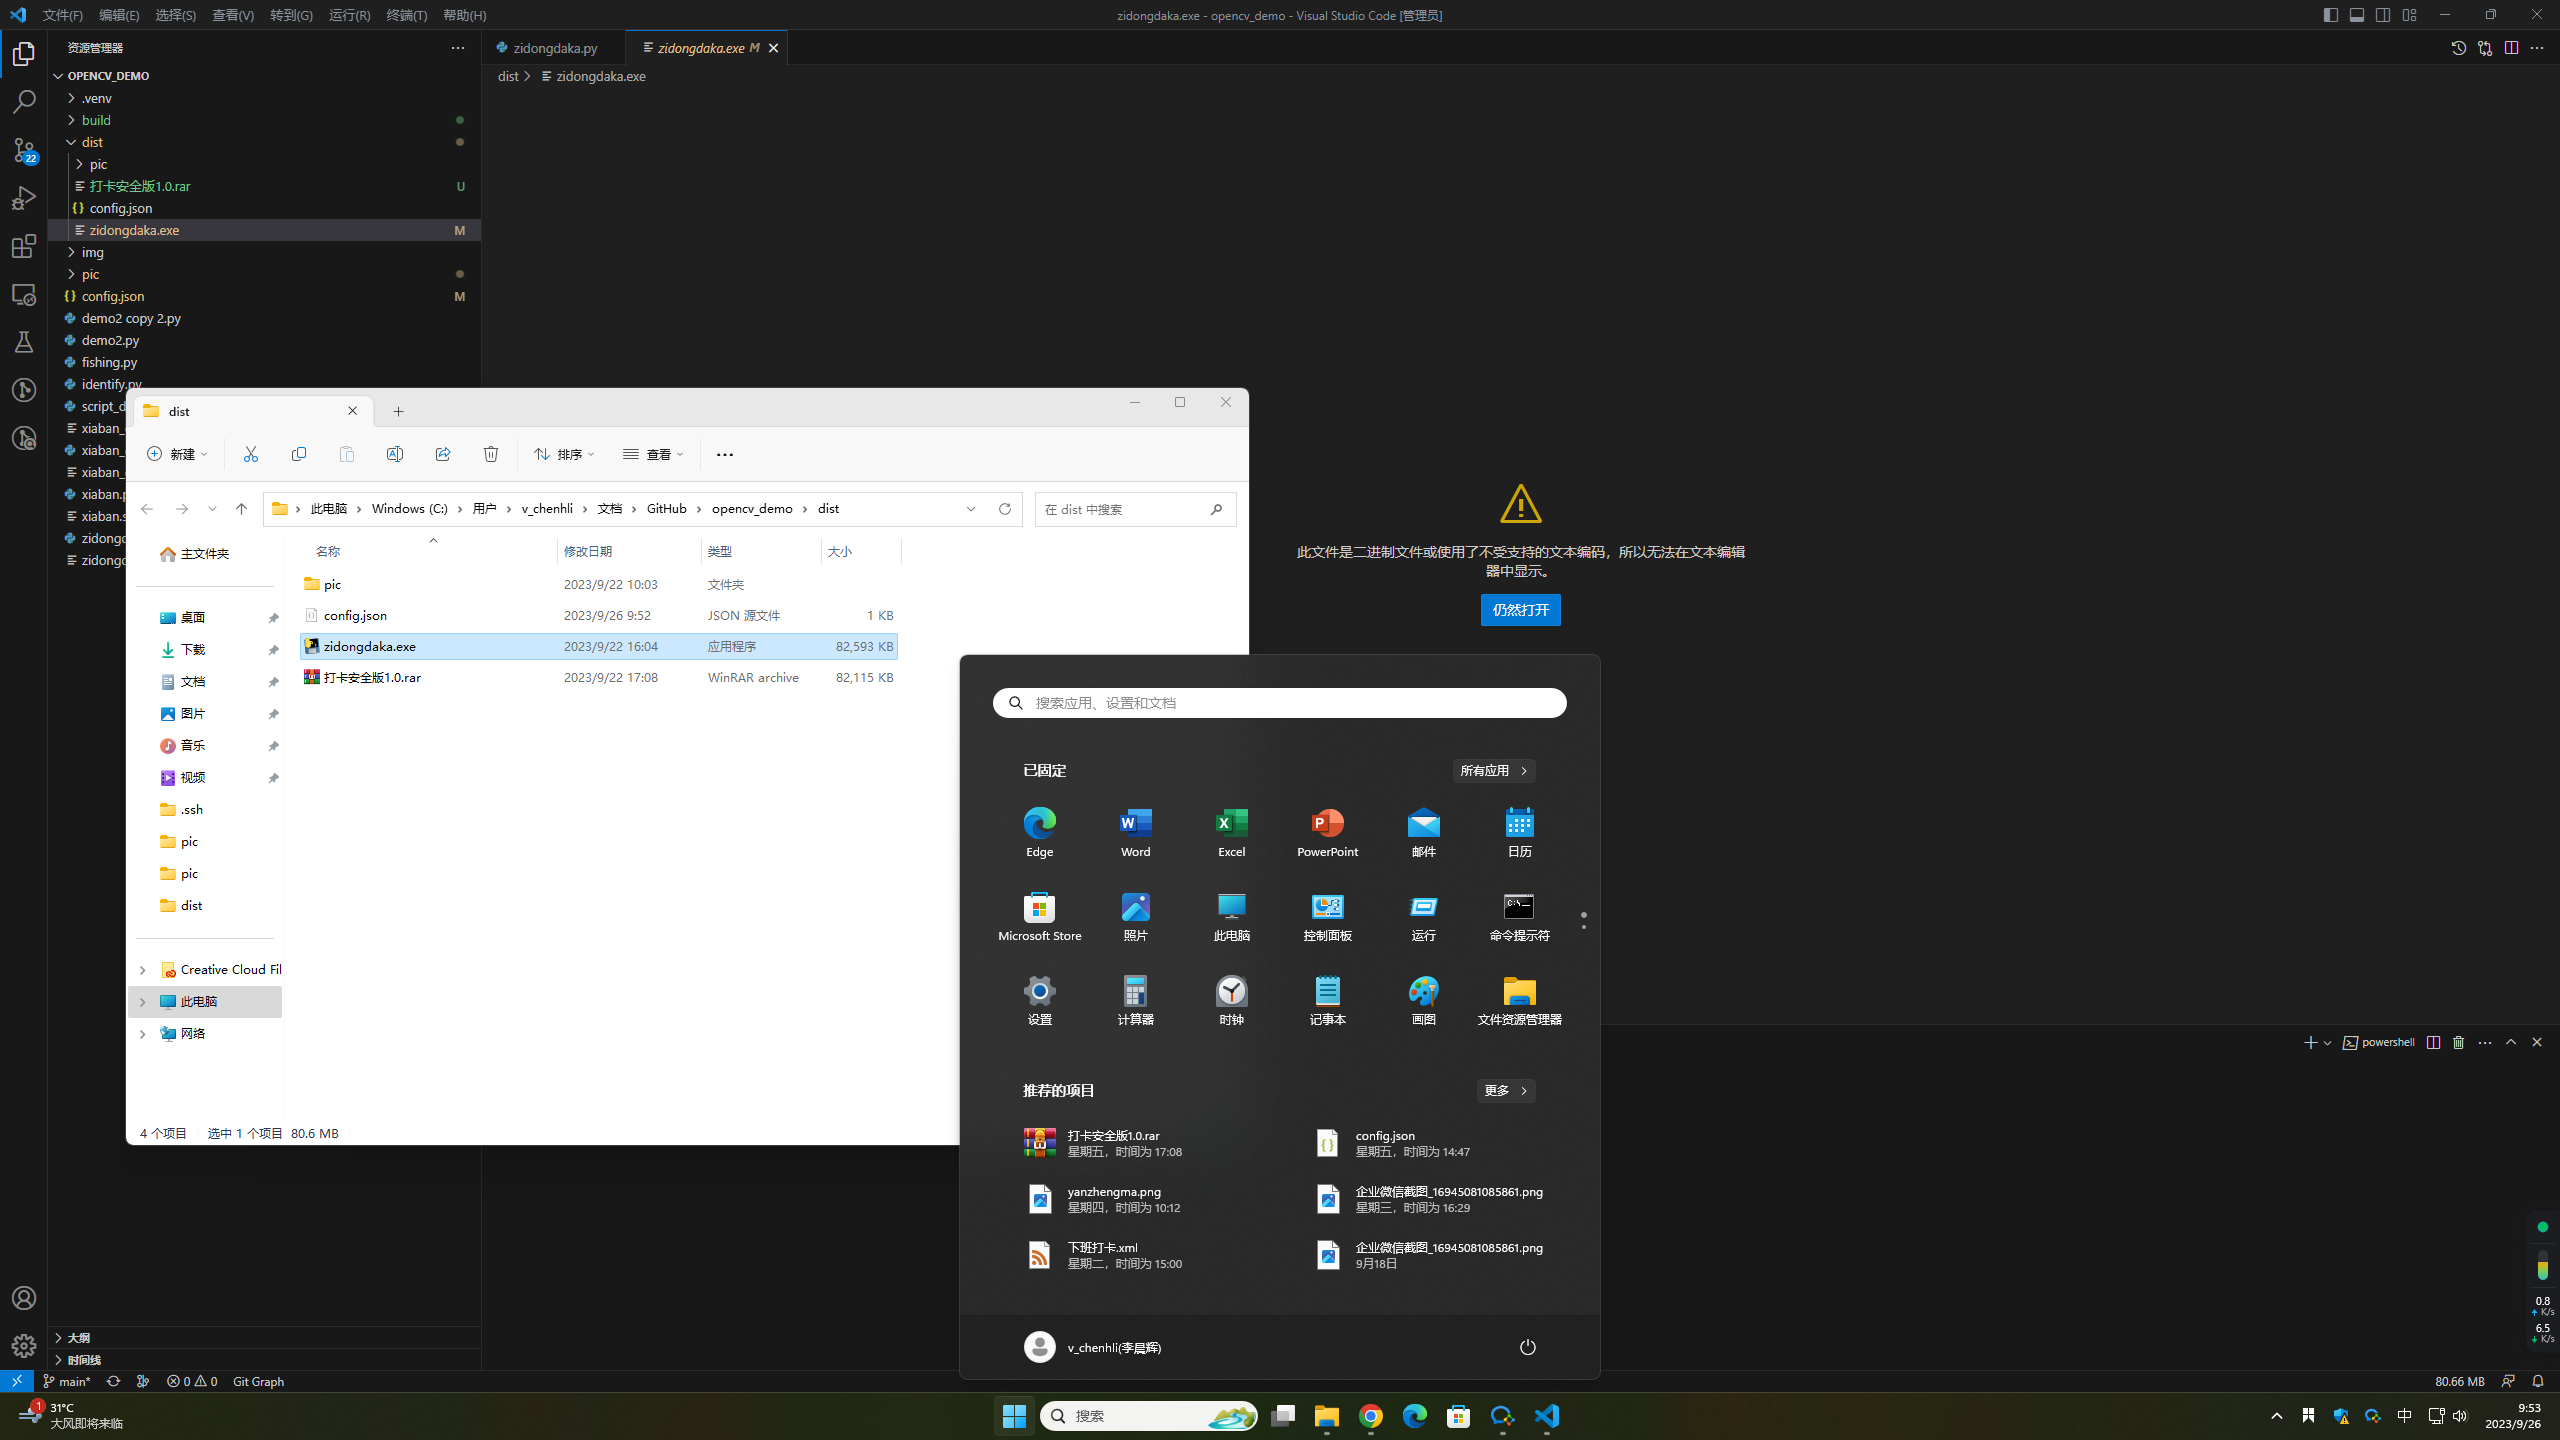 文件(F) 编辑(E) 选择(S) 查看(V) 转到(G) 运行(R) 终端(T) 帮助(H)
zidongdaka.exe - opencv_demo - Visual Studio Code [管理员]
资源管理器
zidongdaka.py
zidongdaka.exe M
dist > zidongdaka.exe
OPENCV_DEMO
.venv
build
dist
pic
打卡安全版1.0.rar U
config.json
zidongdaka.exe M
img
pic
config.json M
demo2 copy 2.py
demo2.py
fishing.py
identify.py
script_d
xiaban_
xiaban_
xiaban_
xiaban.p
xiaban.s
zidongd
zidongd
22
dist
新建
排序
查看
此电脑 > Windows (C:) > 用户 > v_chenhli > 文档 > GitHub > opencv_demo > dist
在 dist 中搜索
主文件夹
桌面
下载
文档
图片
音乐
视频
.ssh
pic
pic
dist
Creative Cloud Fil
此电脑
网络
名称 修改日期 类型 大小
pic 2023/9/22 10:03 文件夹
config.json 2023/9/26 9:52 JSON 源文件 1 KB
zidongdaka.exe 2023/9/22 16:04 应用程序 82,593 KB
打卡安全版1.0.rar 2023/9/22 17:08 WinRAR archive 82,115 KB
4 个项目 选中 1 个项目 80.6 MB
此文件是二进制文件或使用了不受支持的文本编码，所以无法在文本编辑
器中显示。
仍然打开
搜索应用、设置和文档
已固定
所有应用
Edge Word Excel PowerPoint 邮件 日历
Microsoft Store 照片 此电脑 控制面板 运行 命令提示符
设置 计算器 时钟 记事本 画图 文件资源管理器
推荐的项目
更多
打卡安全版1.0.rar
星期五，时间为 17:08
config.json
星期五，时间为 14:47
yanzhengma.png
星期四，时间为 10:12
企业微信截图_16945081085861.png
星期三，时间为 16:29
下班打卡.xml
星期二，时间为 15:00
企业微信截图_16945081085861.png
9月18日
v_chenhli(李晨辉)
powershell
0.8
K/s
6.5
K/s
大纲
时间线
main* 0 0 Git Graph
80.66 MB
1
31°C
大风即将来临
搜索
中
9:53
2023/9/26